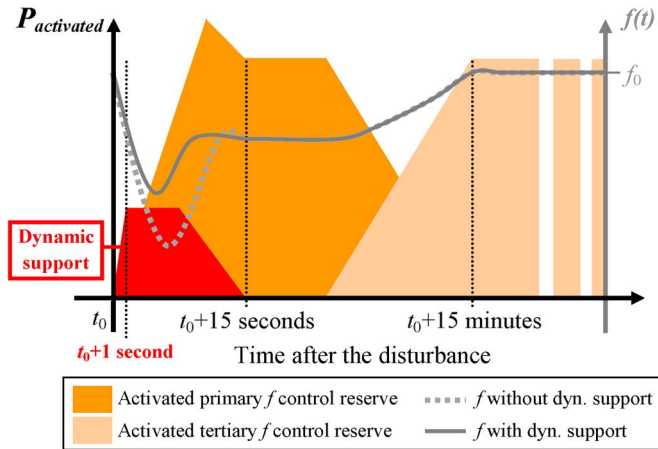 P_activated
f(t)
f_0
Dynamic
support
t_0
t_0+15 seconds
t_0+15 minutes
t_0+1 second
Time after the disturbance
Activated primary f control reserve
f without dyn. support
Activated tertiary f control reserve
f with dyn. support